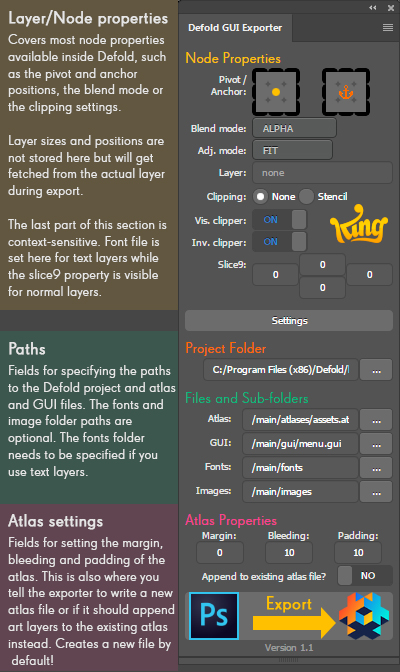 Layer/Node properties
Covers most node properties
available inside Defold, such
as the pivot and anchor
positions, the blend mode or
the clipping settings.
Layer sizes and positions are
not stored here but will get
fetched from the actual layer
during export.
The last part of this section is
context-sensitive. Font file is
set here for text layers while
the slice9 property is visible
for normal layers.
Paths
Fields for specifying the paths
to the Defold project and atlas
and GUI files. The fonts and
image folder paths are
optional. The fonts folder
needs to be specified if you
use text layers.
Atlas settings
Fields for setting the margin,
bleeding and padding of the
atlas. This is also where you
tell the exporter to write a new
atlas file or if it should append
art layers to the existing atlas
instead. Creates a new file by
default!
Defold GUI Exporter
Node Properties
Pivot /
Anchor:
Blend mode: ALPHA
Adj. mode: FIT
Layer: none
Clipping: None Stencil
Vis. clipper: ON
Inv. clipper: ON
King
Slice9: 0 0 0 0
Settings
Project Folder
C:/Program Files (x86)/Defold/ ...
Files and Sub-folders
Atlas: /main/atlases/assets.at ...
GUI: /main/gui/menu.gui ...
Fonts: /main/fonts ...
Images: /main/images ...
Atlas Properties
Margin: Bleeding: Padding:
0 10 10
Append to existing atlas file? NO
Ps Export
Version 1.1